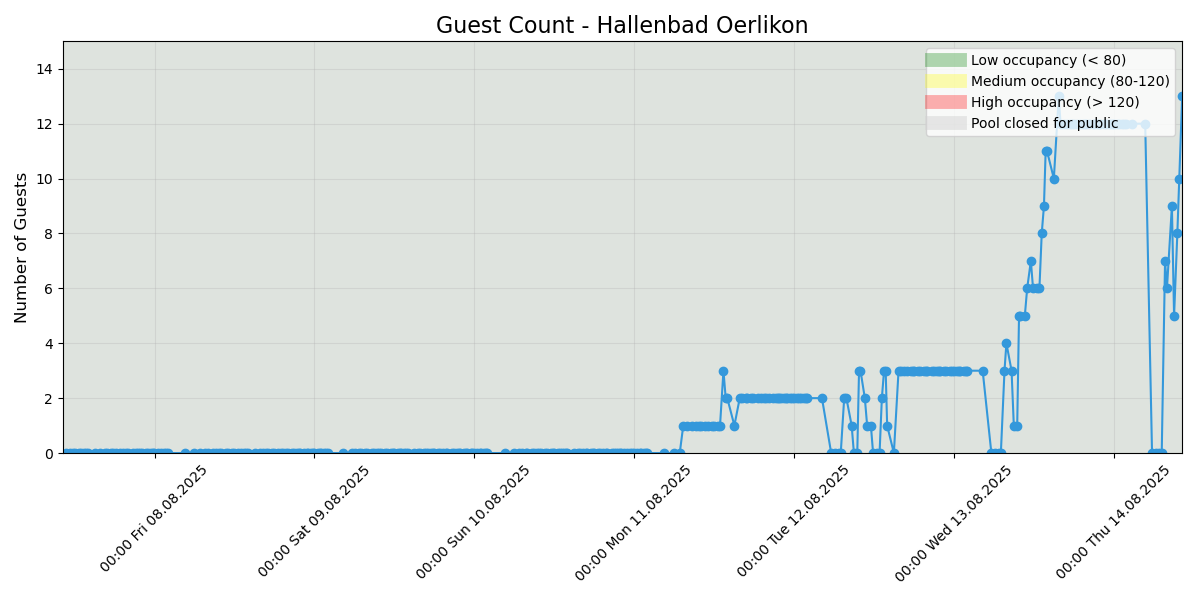 Guest Count - Hallenbad Oerlikon
Low occupancy (< 80)
Medium occupancy (80-120)
High occupancy (> 120)
Pool closed for public
Number of Guests
14
12
10
8
6
4
2
0
00:00 Fri 08.08.2025
00:00 Sat 09.08.2025
00:00 Sun 10.08.2025
00:00 Mon 11.08.2025
00:00 Tue 12.08.2025
00:00 Wed 13.08.2025
00:00 Thu 14.08.2025